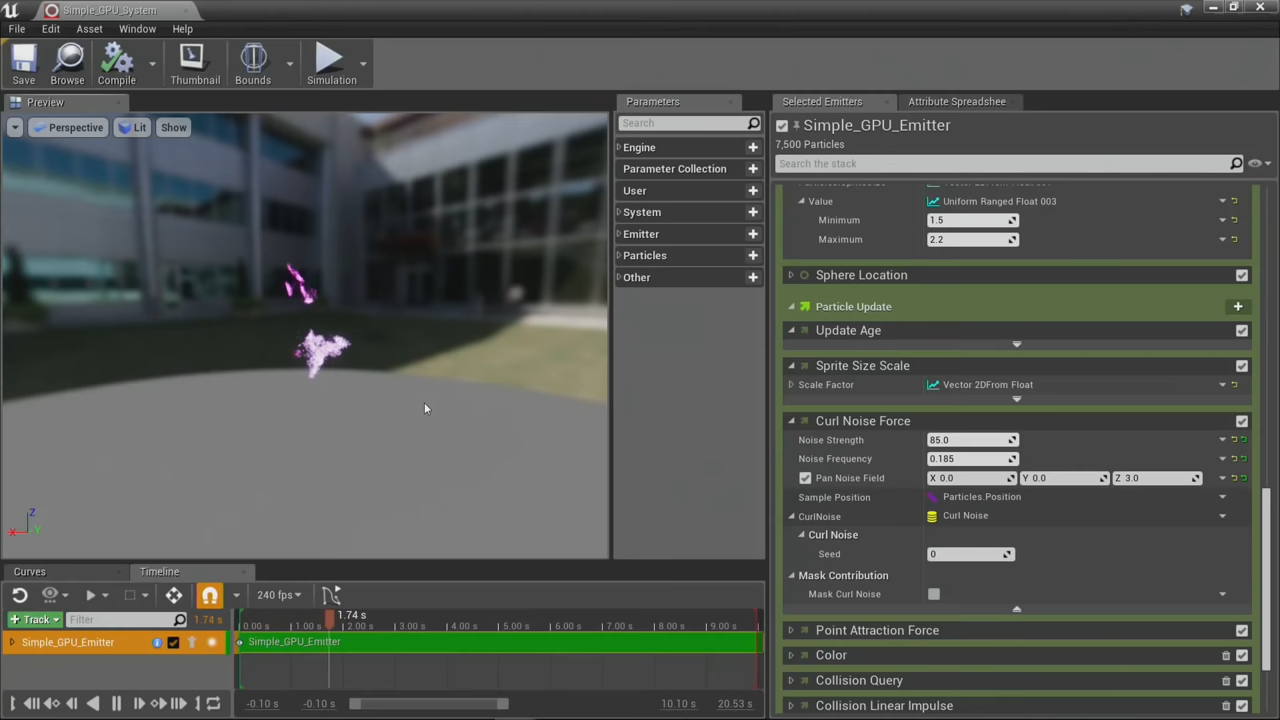 Simple_GPU_System
File Edit Asset Window Help
Save Browse Compile Thumbnail Bounds Simulation
Preview
Perspective Lit Show
Z
X Y
Parameters
Search
Engine
Parameter Collection
User
System
Emitter
Particles
Other
Selected Emitters Attribute Spreadshee
Simple_GPU_Emitter
7,500 Particles
Search the stack
Value Uniform Ranged Float 003
Minimum 1.5
Maximum 2.2
Sphere Location
Particle Update
Update Age
Sprite Size Scale
Scale Factor Vector 2DFrom Float
Curl Noise Force
Noise Strength 85.0
Noise Frequency 0.185
Pan Noise Field X 0.0 Y 0.0 Z 3.0
Sample Position Particles.Position
CurlNoise Curl Noise
Curl Noise
Seed 0
Mask Contribution
Mask Curl Noise
Point Attraction Force
Color
Collision Query
Collision Linear Impulse
Curves Timeline
240 fps
Track Filter 1.74 s
1.74 s
0.00 s 1.00 s 2.00 s 3.00 s 4.00 s 5.00 s 6.00 s 7.00 s 8.00 s 9.00 s
Simple_GPU_Emitter
Simple_GPU_Emitter
-0.10 s -0.10 s 10.10 s 20.53 s